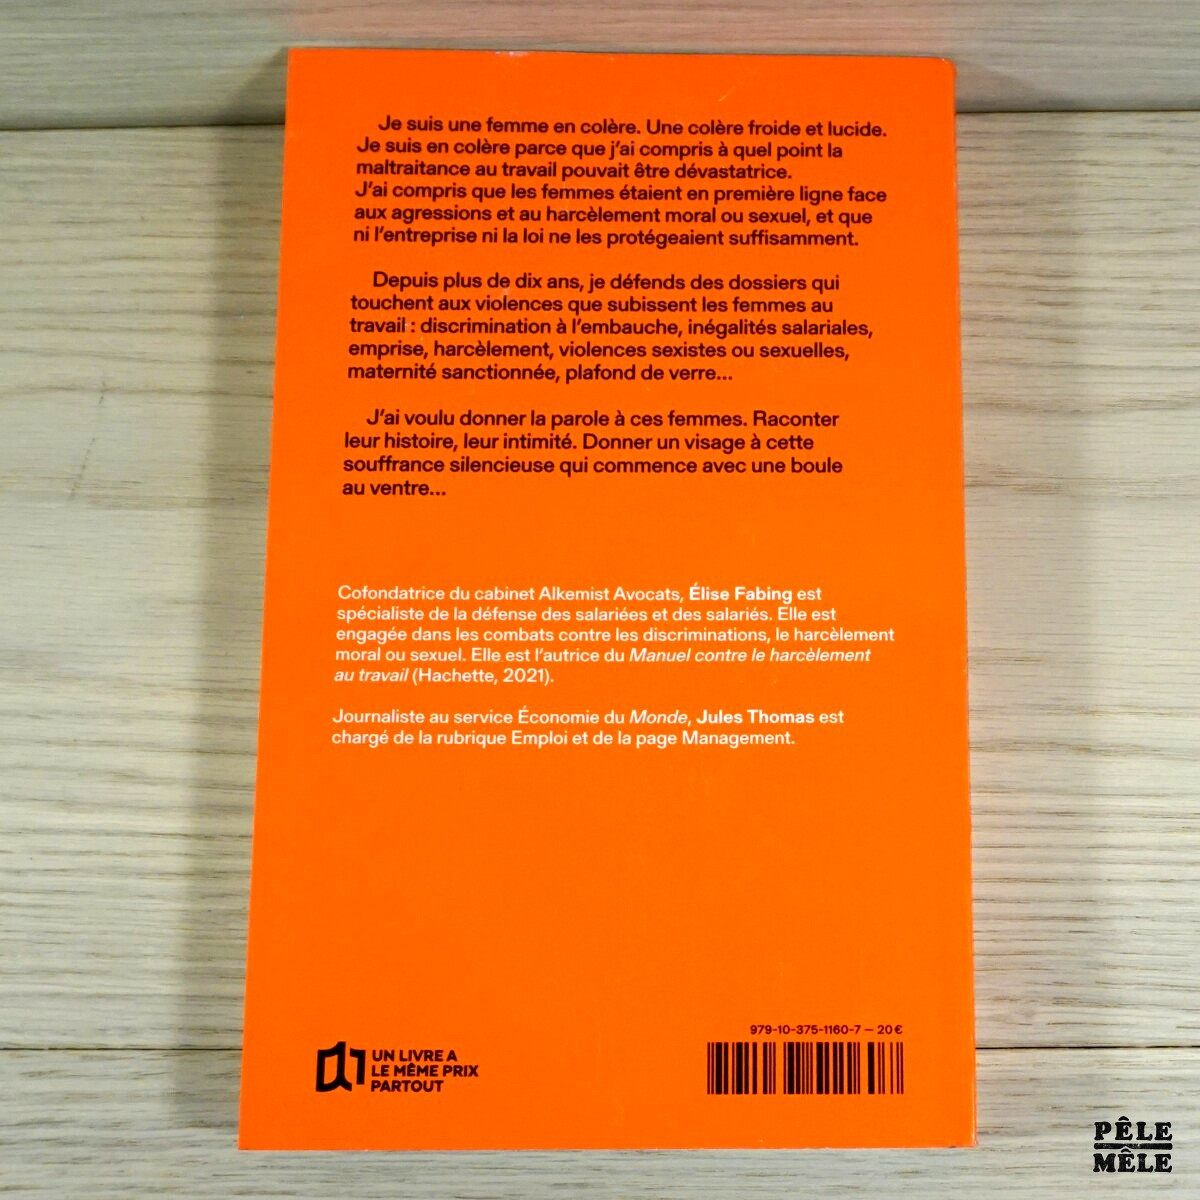 Je suis une femme en colère. Une colère froide et lucide.
Je suis en colère parce que j'ai compris à quel point la
maltraitance au travail pouvait être dévastatrice.
J'ai compris que les femmes étaient en première ligne face
aux agressions et au harcèlement moral ou sexuel, et que
ni l'entreprise ni la loi ne les protégeaient suffisamment.
Depuis plus de dix ans, je défends des dossiers qui
touchent aux violences que subissent les femmes au
travail : discrimination à l'embauche, inégalités salariales,
emprise, harcèlement, violences sexistes ou sexuelles,
maternité sanctionnée, plafond de verre...
J'ai voulu donner la parole à ces femmes. Raconter
leur histoire, leur intimité. Donner un visage à cette
souffrance silencieuse qui commence avec une boule
au ventre...
Cofondatrice du cabinet Alkemist Avocats, Élise Fabing est
spécialiste de la défense des salariées et des salariés. Elle est
engagée dans les combats contre les discriminations, le harcèlement
moral ou sexuel. Elle est l'autrice du Manuel contre le harcèlement
au travail (Hachette, 2021).
Journaliste au service Économie du Monde, Jules Thomas est
chargé de la rubrique Emploi et de la page Management.
979-10-375-1160-7 – 20 €
UN LIVRE A
LE MÊME PRIX
PARTOUT
PÊLE
MÊLE